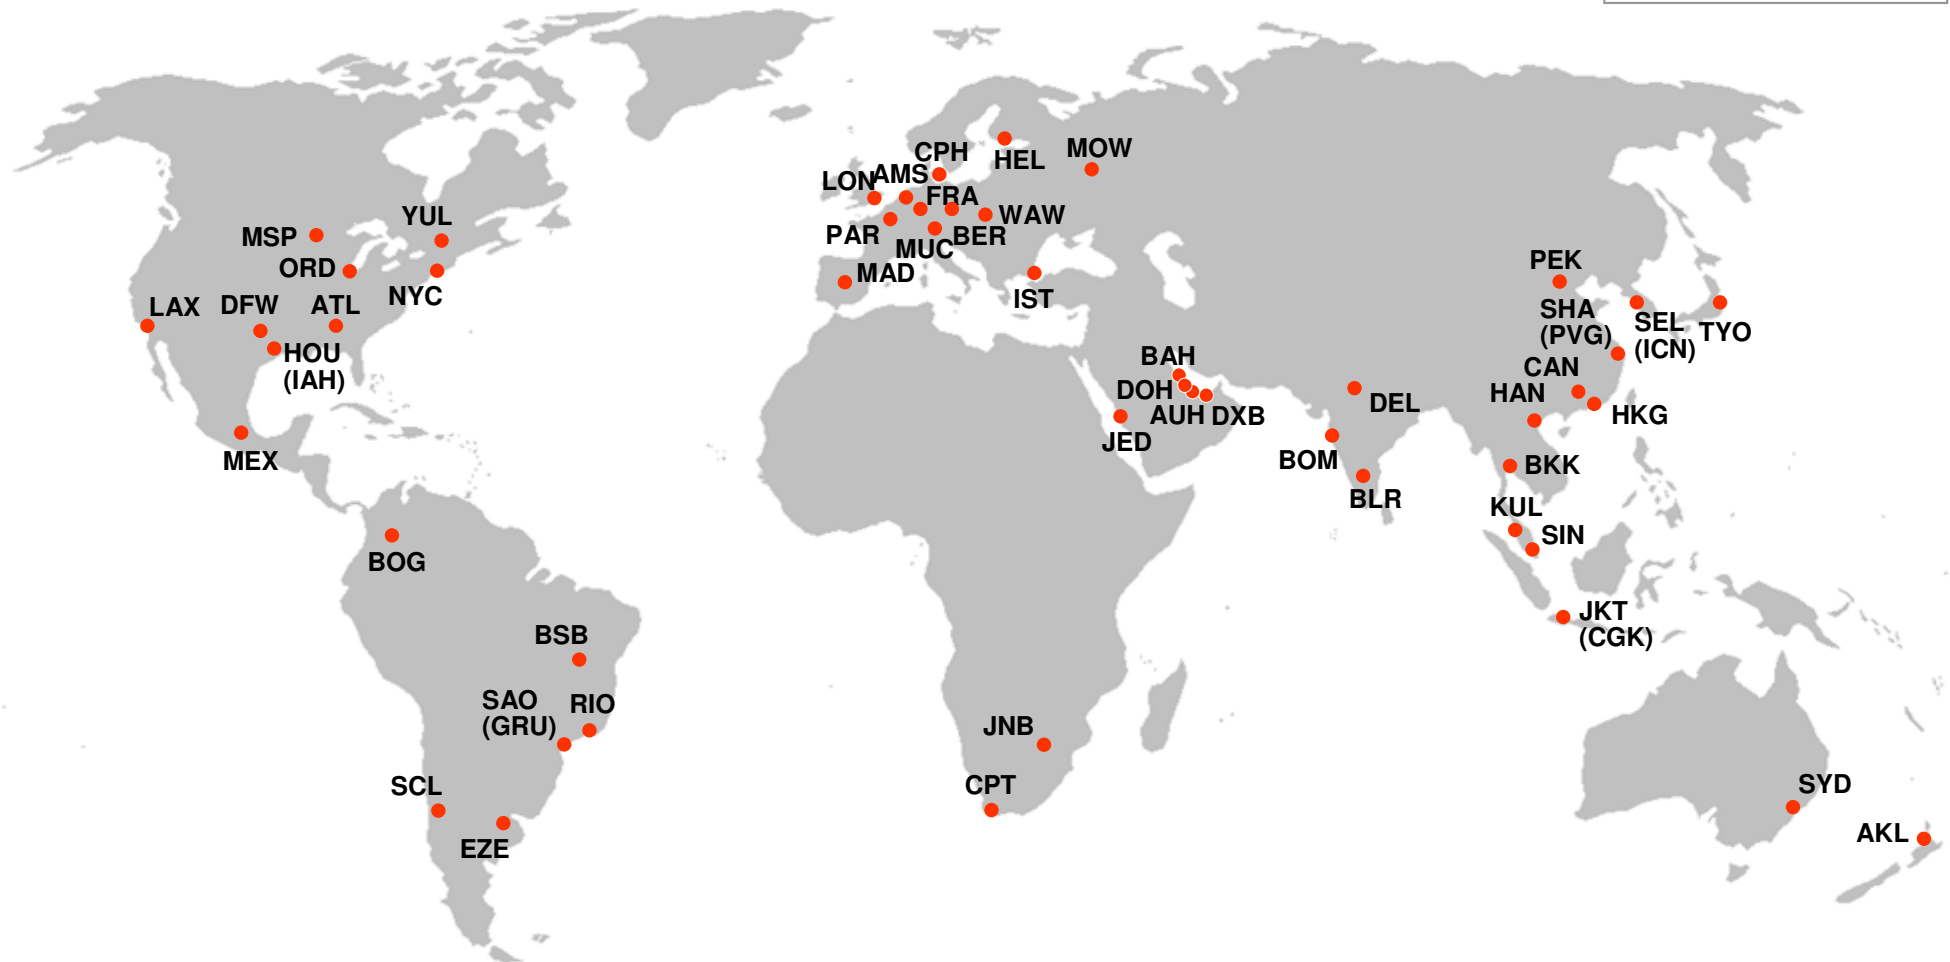 CPH
HEL
MOW
LON
AMS
FRA
YUL
WAW
MSP
PAR
BER
MUC
ORD
MAD
PEK
NYC
IST
LAX
DFW
ATL
SHA
(PVG)
SEL
(ICN)
TYO
HOU
(IAH)
BAH
CAN
DOH
HAN
DEL
AUH
DXB
HKG
JED
MEX
BOM
BKK
BLR
KUL
SIN
BOG
JKT
(CGK)
BSB
SAO
(GRU)
RIO
JNB
SCL
CPT
SYD
AKL
EZE